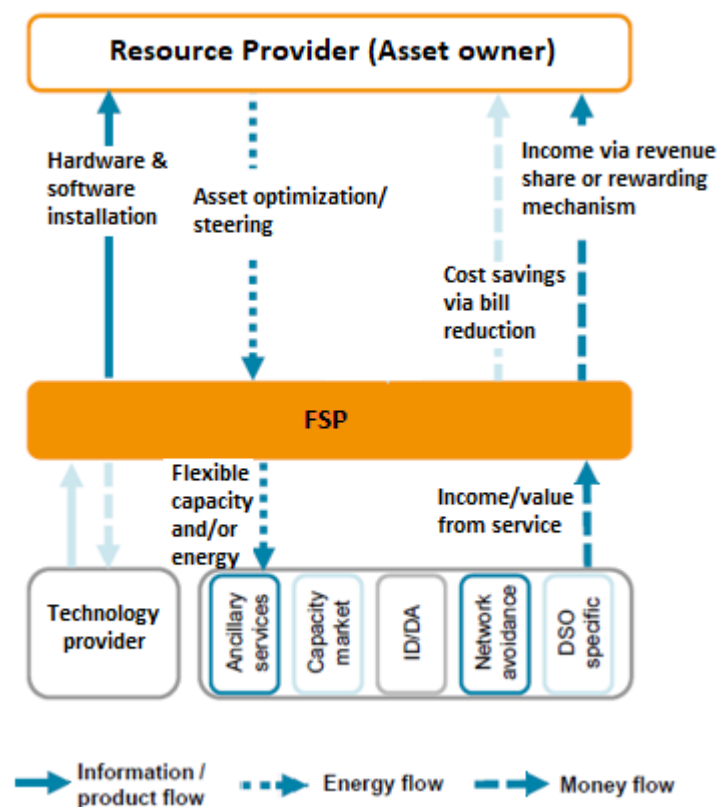 Resource Provider (Asset owner)
Hardware &
software
installation
Asset optimization/
steering
Income via revenue
share or rewarding
mechanism
Cost savings
via bill
reduction
FSP
Flexible
capacity
and/or
energy
Income/value
from service
Technology
provider
Ancillary
services
Capacity
market
ID/DA
Network
avoidance
DSO
specific
Information /
product flow
Energy flow
Money flow